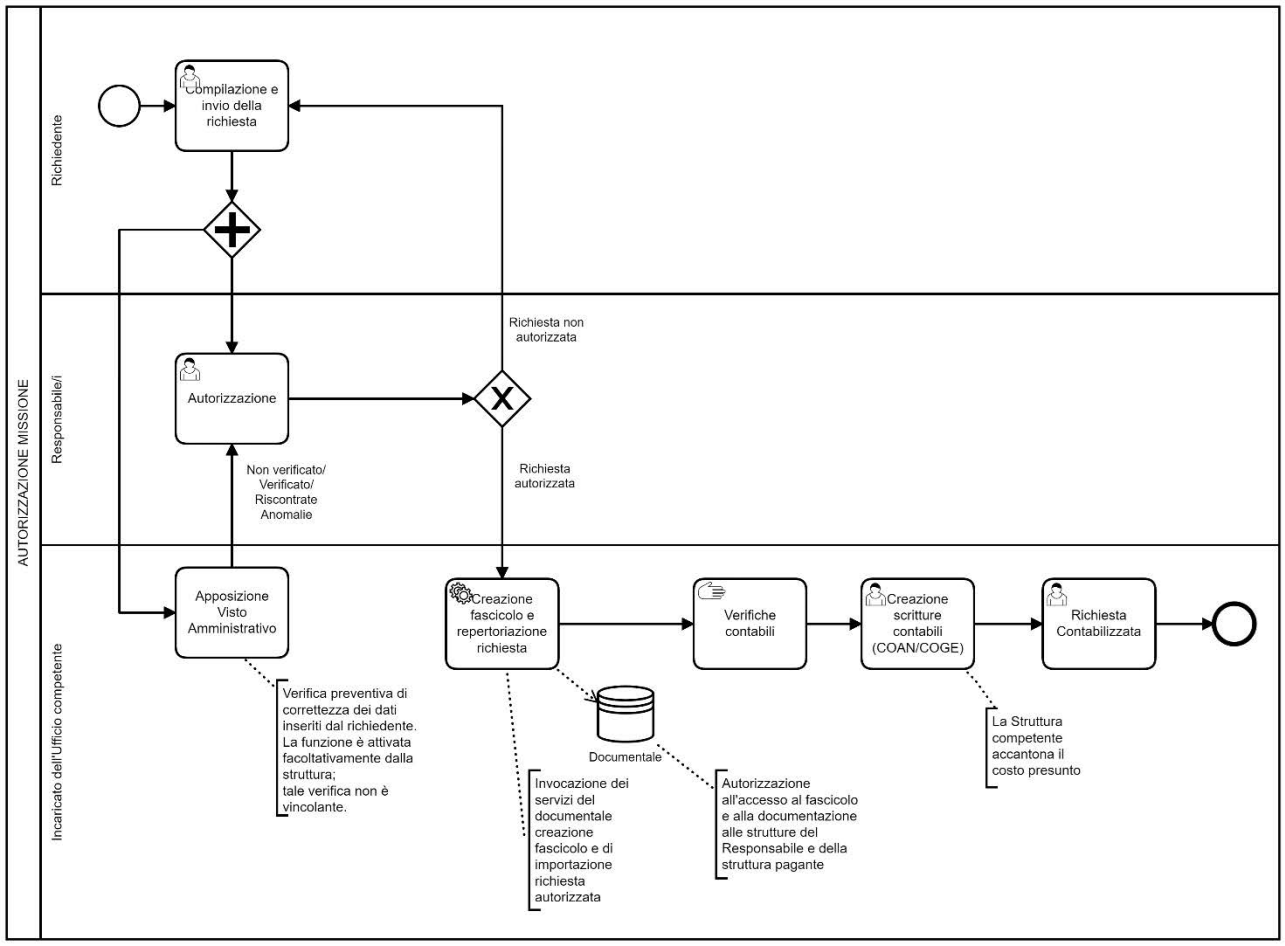 AUTORIZZAZIONE MISSIONE
Richiedente
Compilazione e
invio della
richiesta
Responsabile/i
Richiesta non
autorizzata
Autorizzazione
X
Non verificato/
Verificato/
Riscontrate
Anomalie
Richiesta
autorizzata
Incaricato dell'Ufficio competente
Apposizione
Visto
Amministrativo
Verifica preventiva di
correttezza dei dati
inseriti dal richiedente.
La funzione è attivata
facoltativamente dalla
struttura;
tale verifica non è
vincolante.
Creazione
fascicolo e
repertoriazione
richiesta
Verifiche
contabili
Creazione
scritture
contabili
(COAN/COGE)
Richiesta
Contabilizzata
Documentale
Invocazione dei
servizi del
documentale
creazione
fascicolo e di
importazione
richiesta
autorizzata
Autorizzazione
all'accesso al fascicolo
e alla documentazione
alle strutture del
Responsabile e della
struttura pagante
La Struttura
competente
accantona il
costo presunto